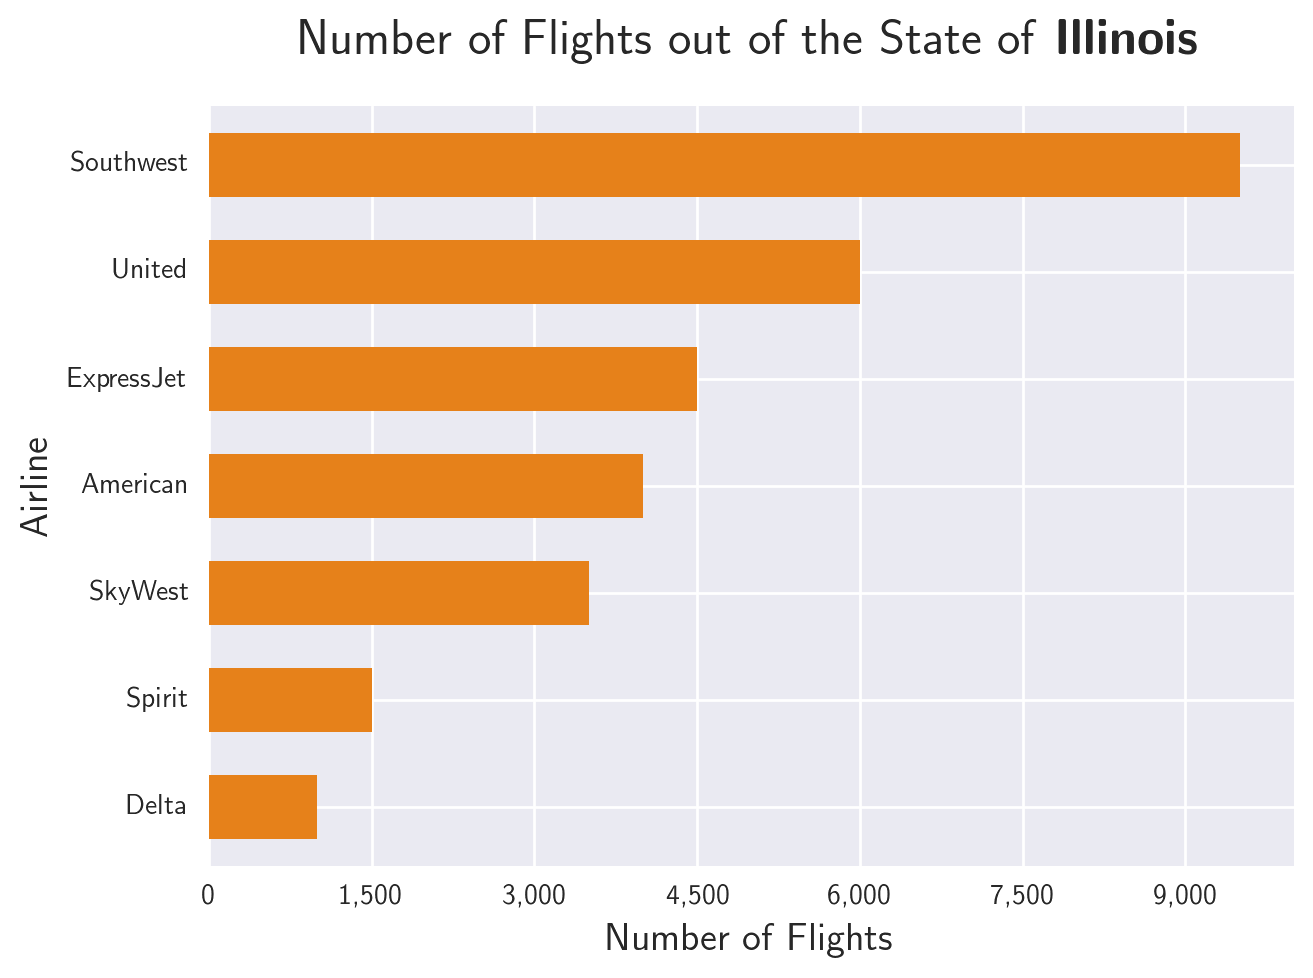 Number of Flights out of the State of Illinois
Southwest
United
ExpressJet
American
SkyWest
Spirit
Delta
Airline
0 1,500 3,000 4,500 6,000 7,500 9,000
Number of Flights